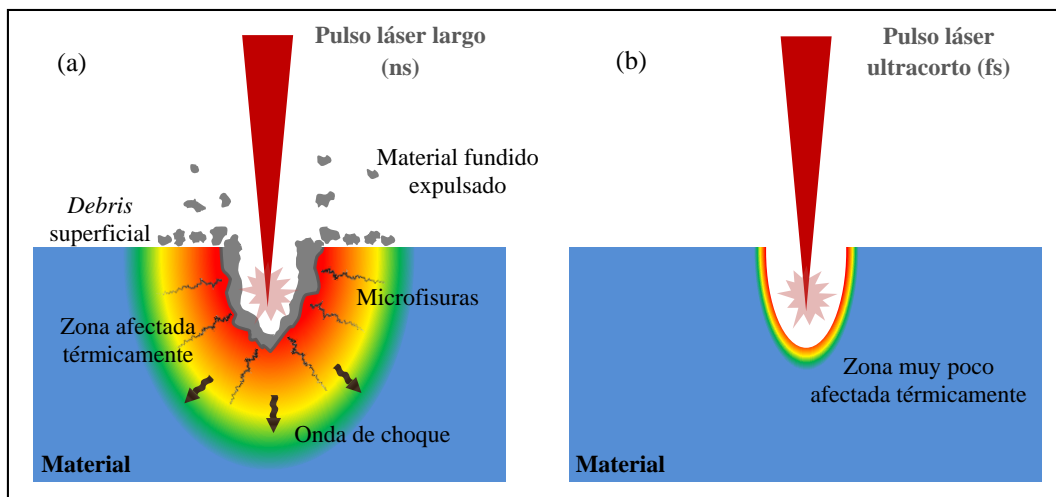 (a)
Pulso láser largo
(ns)
Material fundido
expulsado
Debris
superficial
Microfisuras
Zona afectada
térmicamente
Onda de choque
Material
(b)
Pulso láser
ultracorto (fs)
Zona muy poco
afectada térmicamente
Material